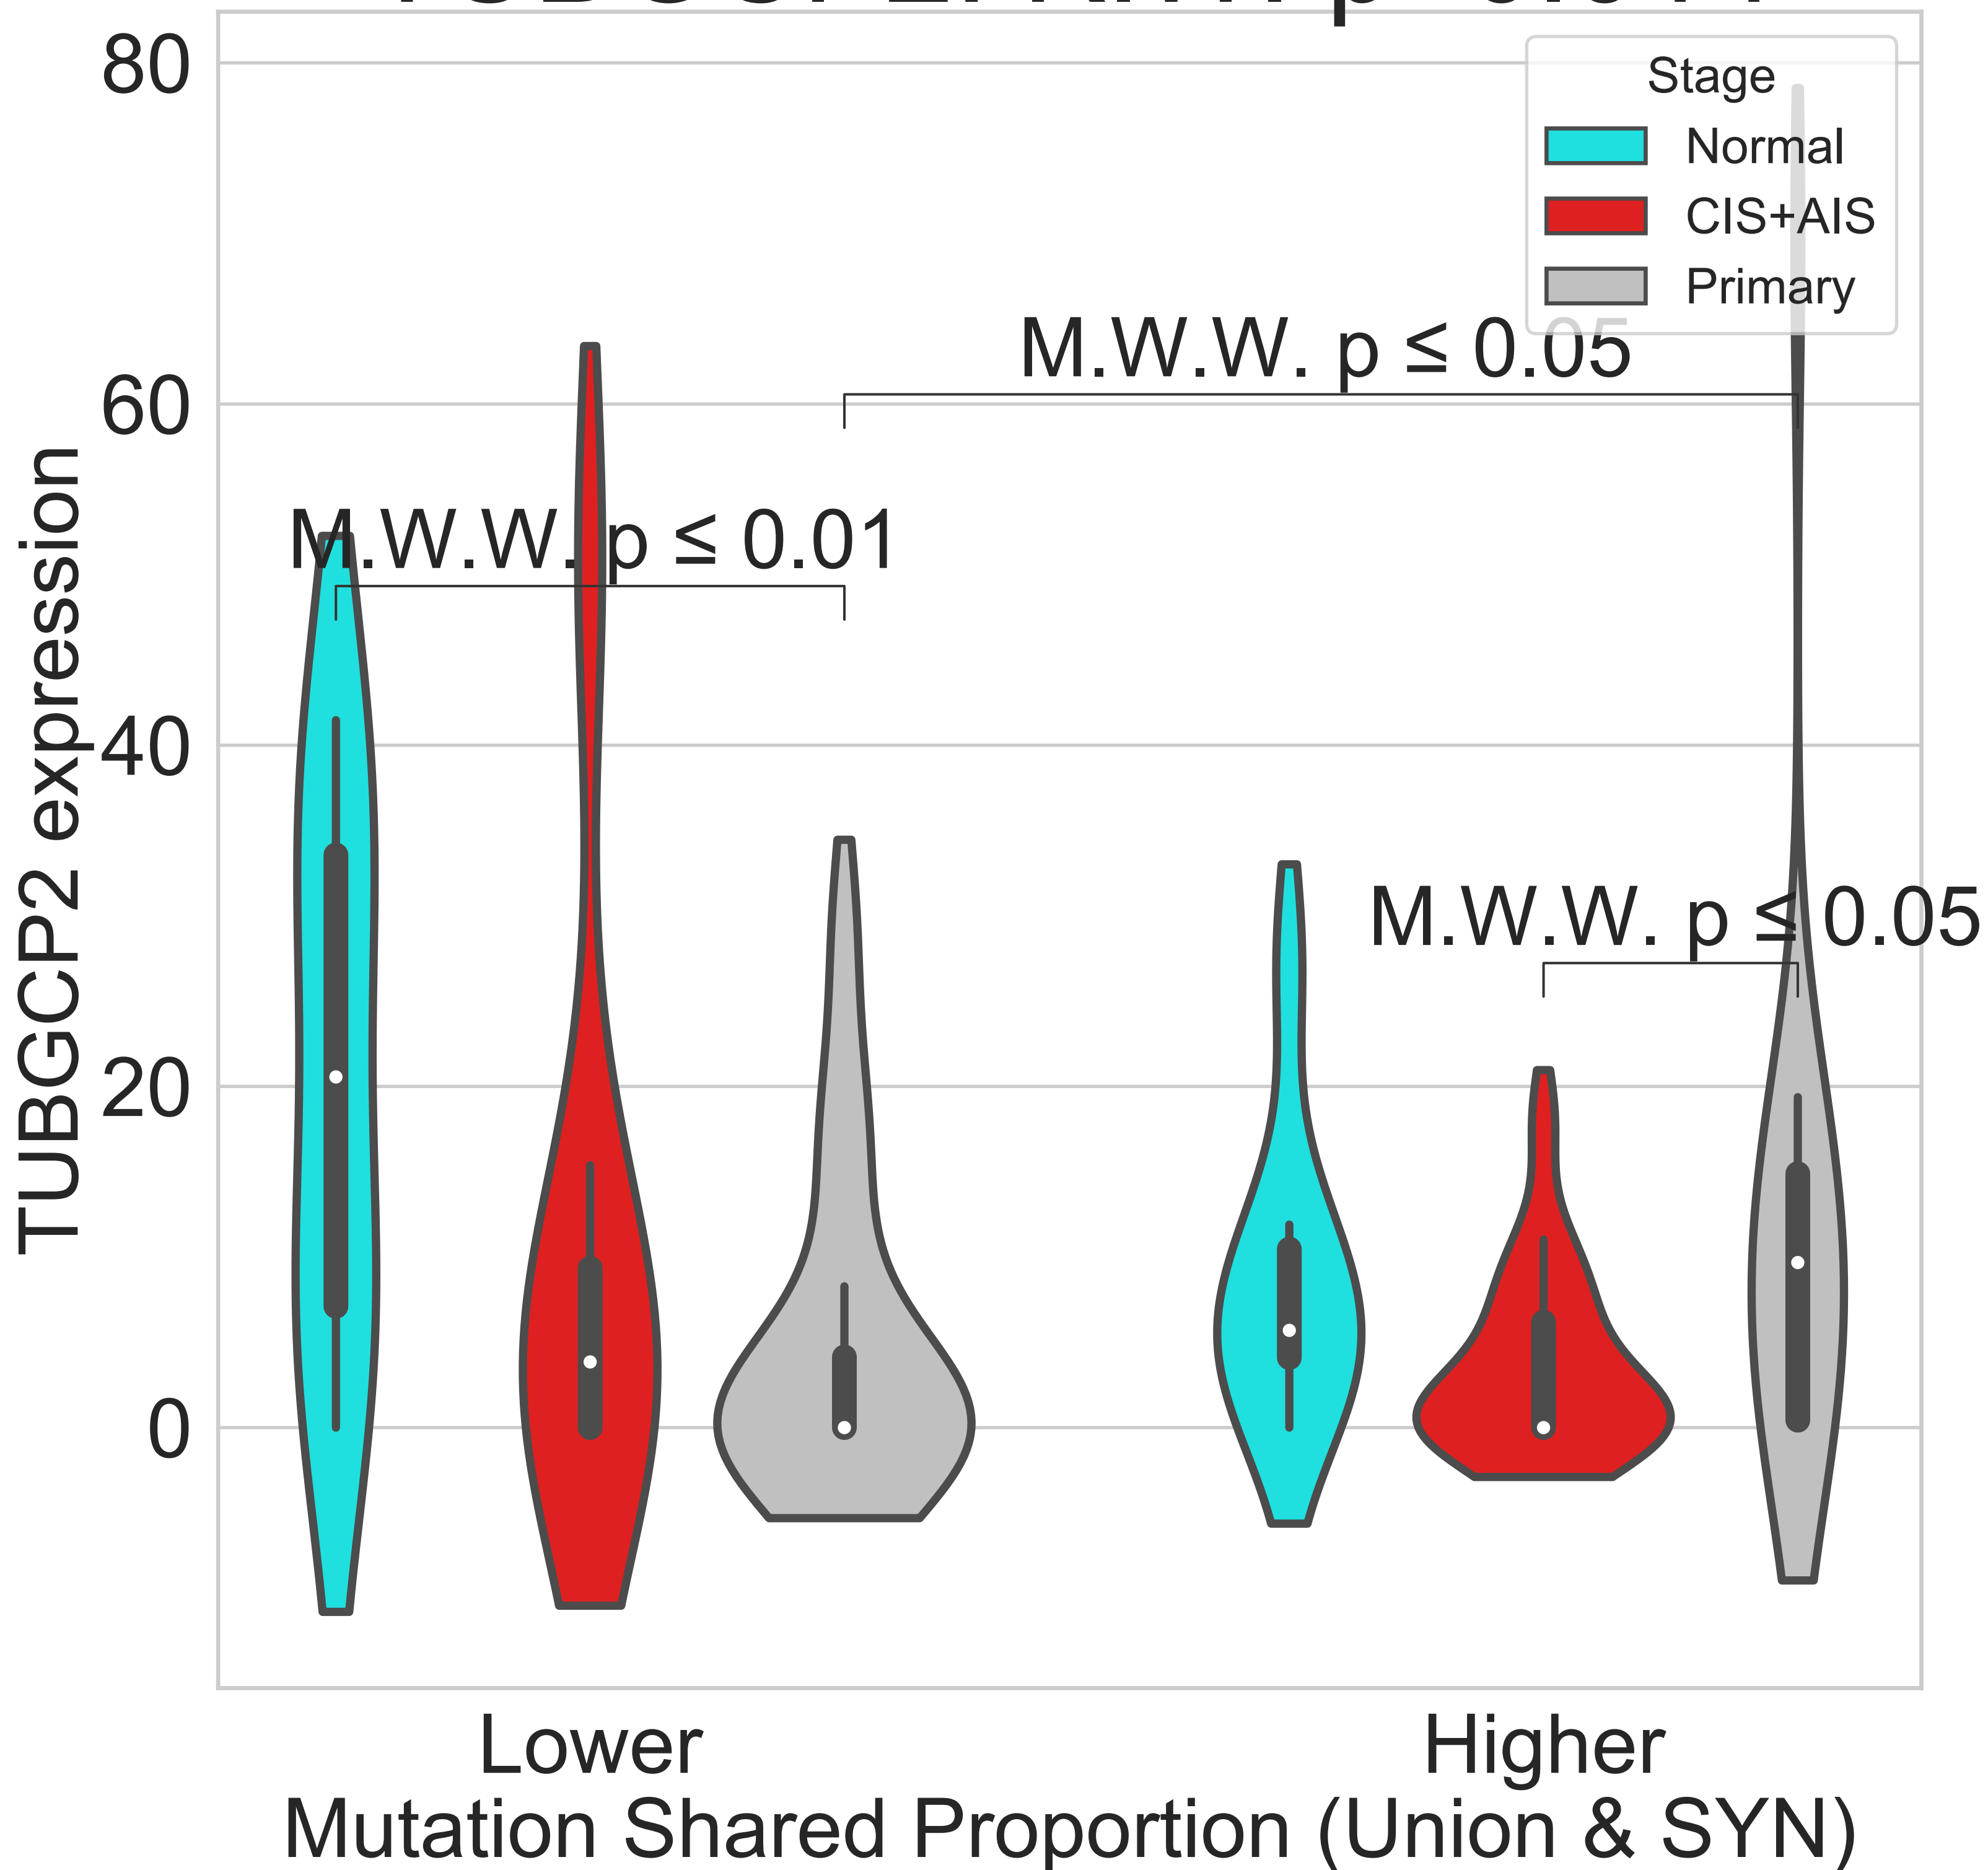 80
Stage
Normal
CIS+AIS
Primary
M.W.W. p ≤ 0.05
60
M.W.W. p ≤ 0.01
40
M.W.W. p ≤ 0.05
20
0
TUBGCP2 expression
Lower
Higher
Mutation Shared Proportion (Union & SYN)